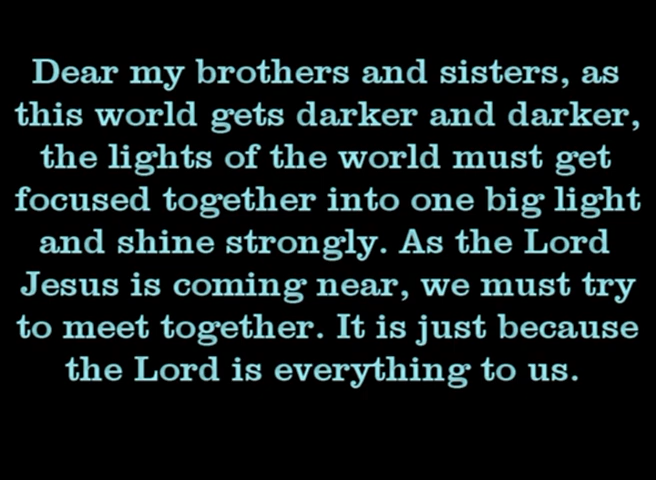 Dear my brothers and sisters, as
this world gets darker and darker,
the lights of the world must get
focused together into one big light
and shine strongly. As the Lord
Jesus is coming near, we must try
to meet together. It is just because
the Lord is everything to us.